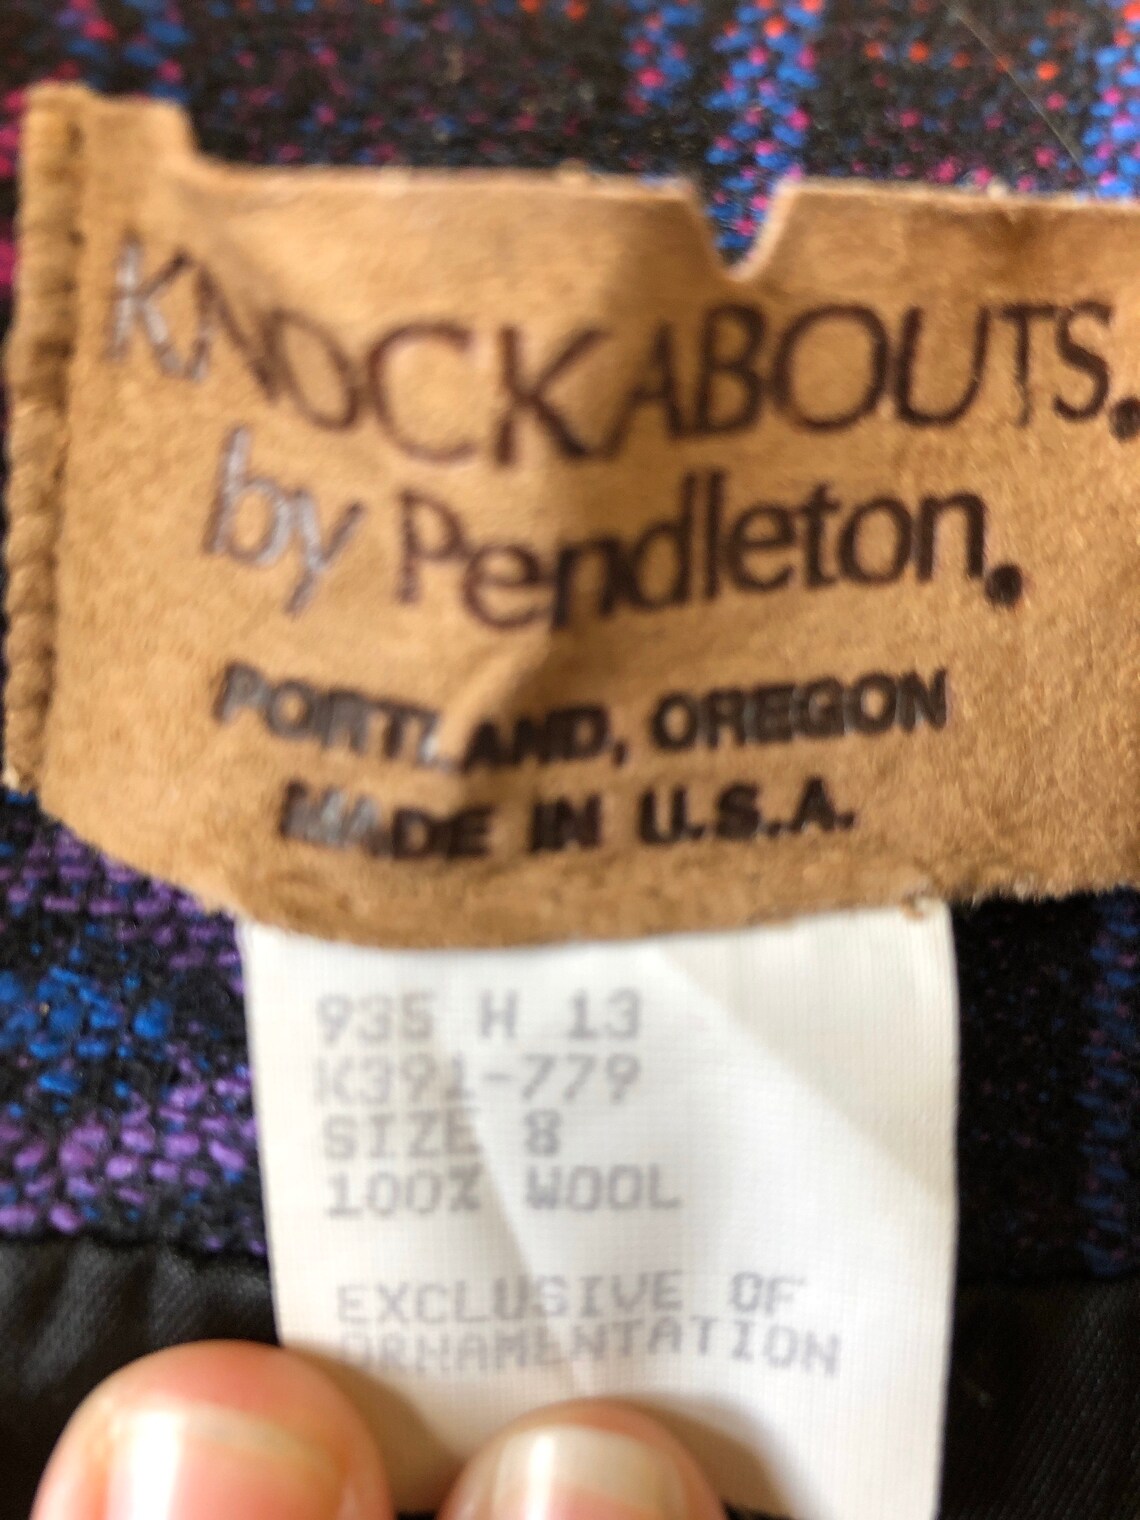 KNOCKABOUTS.
by Pendleton.
PORTLAND, OREGON
MADE IN U.S.A.
935 H 13
K391-779
SIZE 8
100% WOOL
EXCLUSIVE OF
ORNAMENTATION